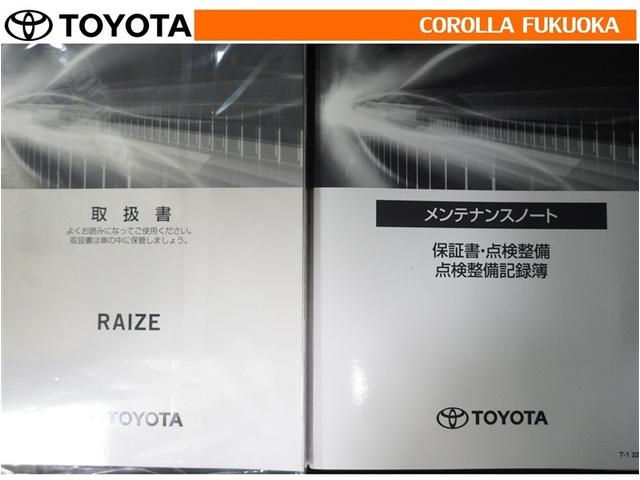 TOYOTA
COROLLA FUKUOKA
取扱書
よくお読みになってご使用ください。
取扱書は車の中に保管しましょう。
RAIZE
TOYOTA
メンテナンスノート
保証書・点検整備
点検整備記録簿
TOYOTA
T-1 22